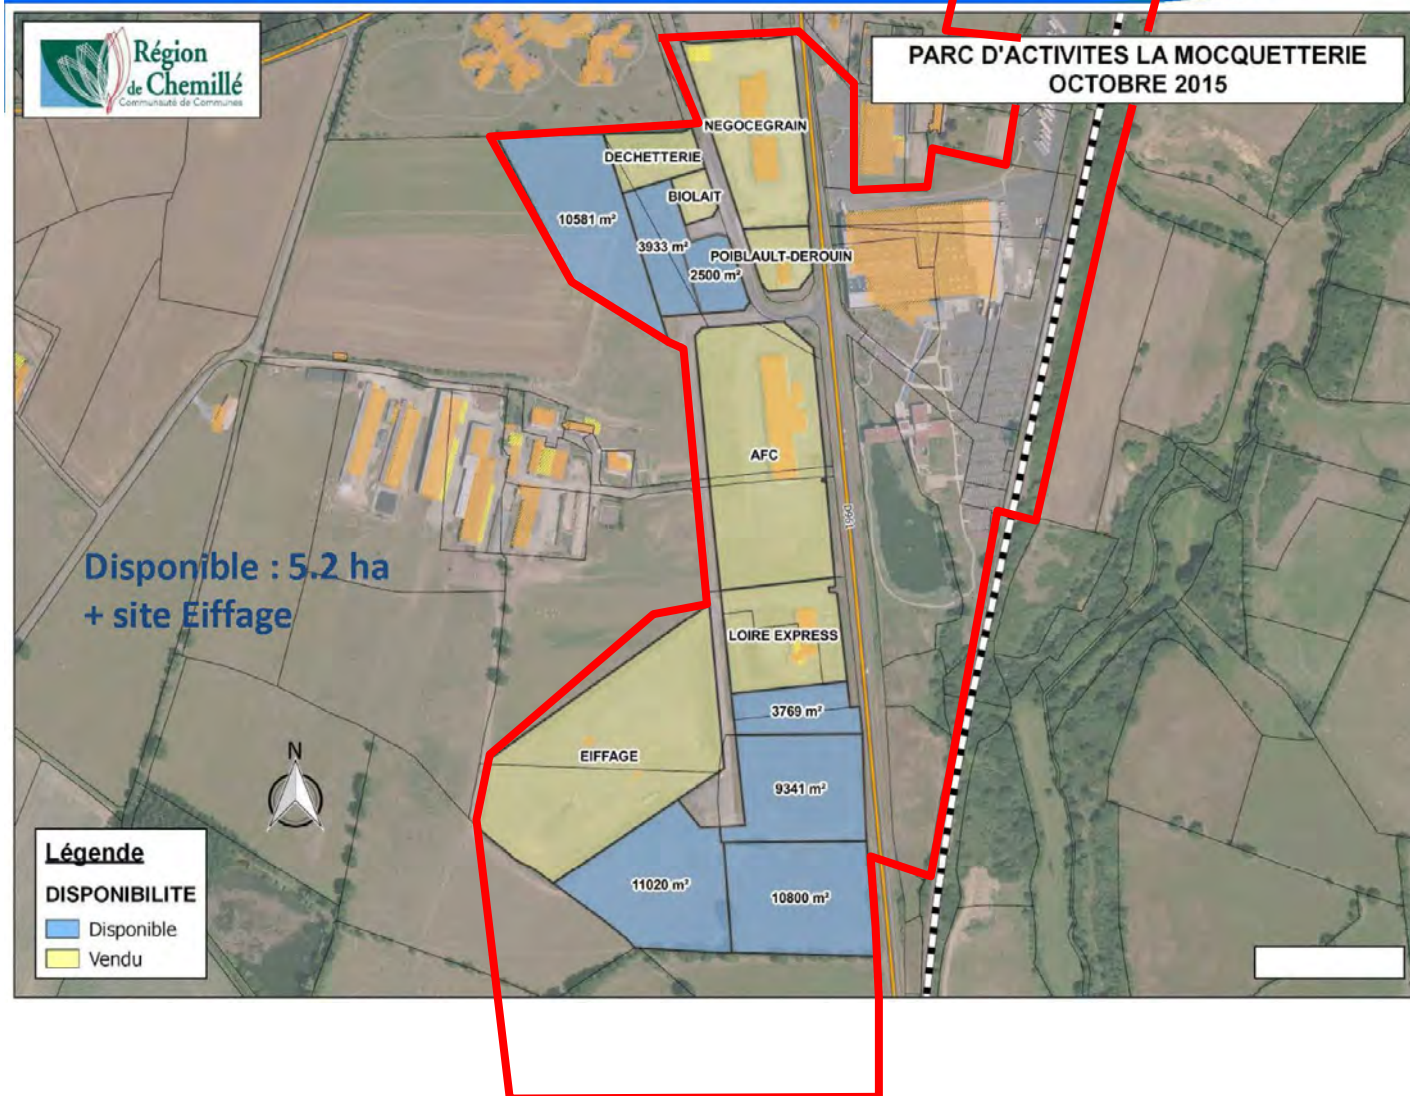 Région
de Chemillé
Communauté de Communes
PARC D'ACTIVITES LA MOCQUETTERIE
OCTOBRE 2015
NEGOCEGRAIN
DECHETTERIE
BIOLAIT
10581 m²
3933 m²
POIBLAULT-DEROUIN
2500 m²
AFC
D961
Disponible : 5.2 ha
+ site Eiffage
LOIRE EXPRESS
3769 m²
EIFFAGE
9341 m²
N
11020 m²
10800 m²
Légende
DISPONIBILITE
Disponible
Vendu